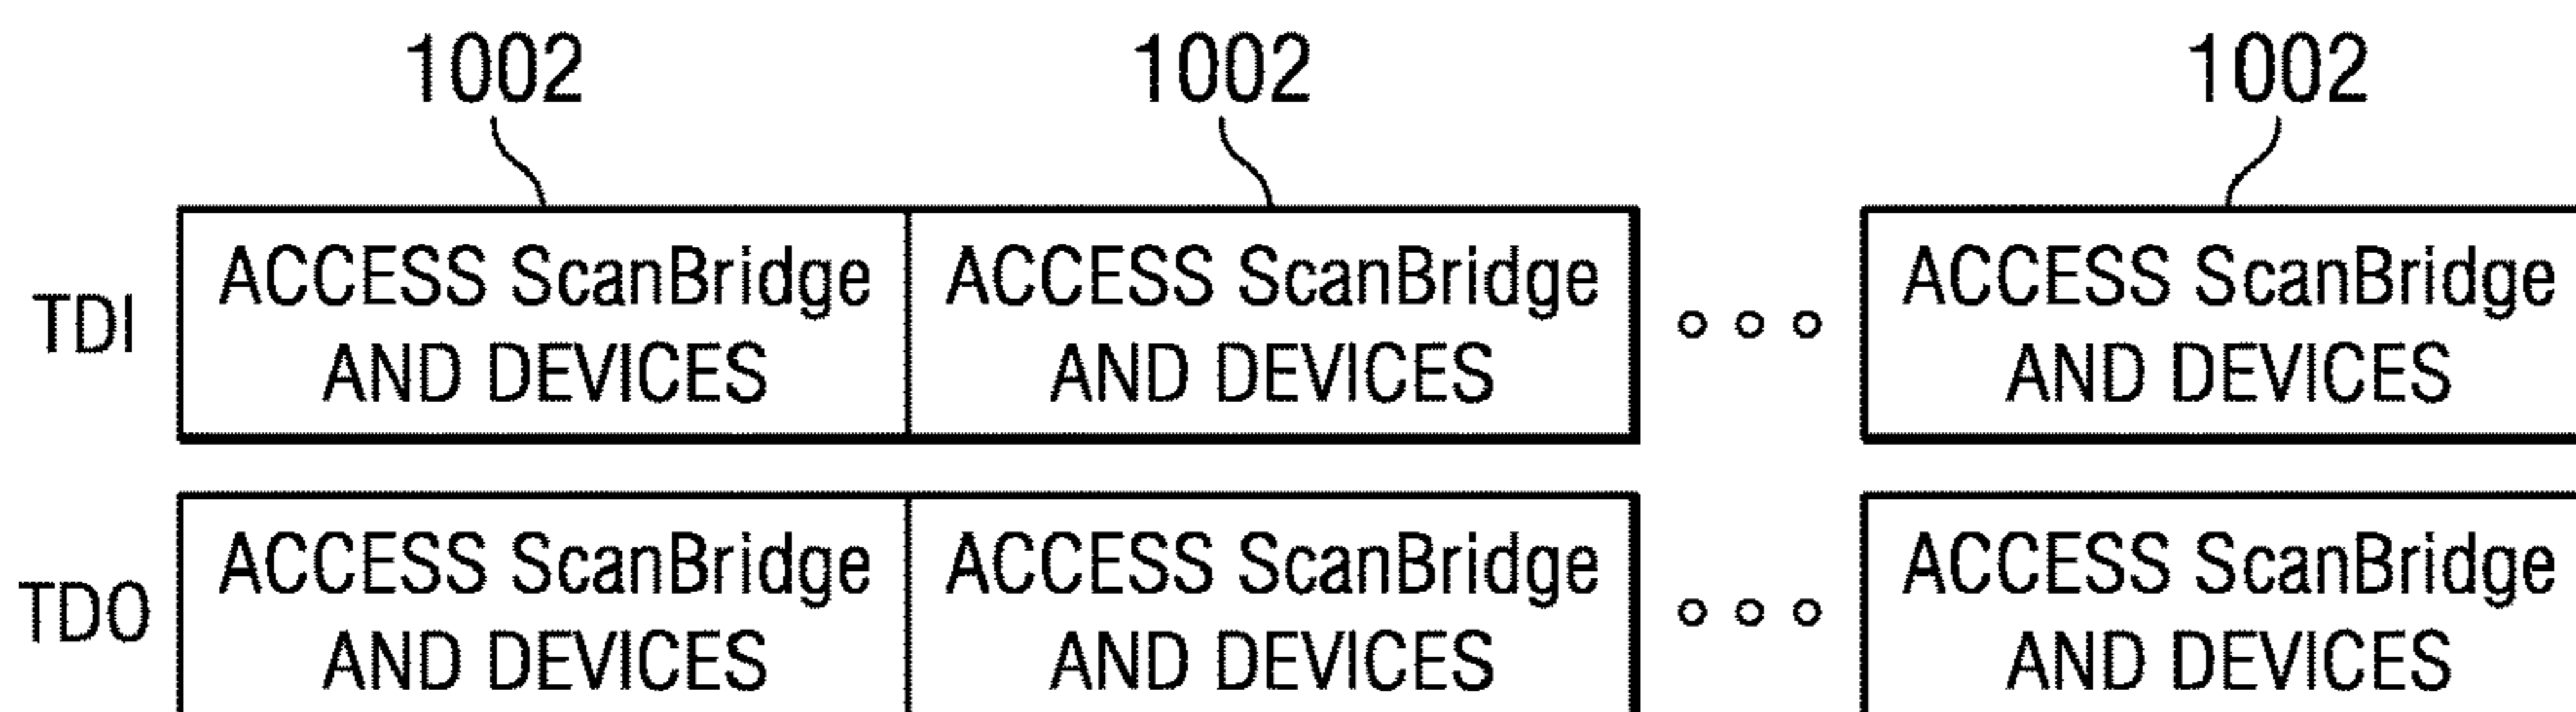 1002 1002 1002
TDI ACCESS ScanBridge AND DEVICES ACCESS ScanBridge AND DEVICES ACCESS ScanBridge AND DEVICES
TDO ACCESS ScanBridge AND DEVICES ACCESS ScanBridge AND DEVICES ACCESS ScanBridge AND DEVICES